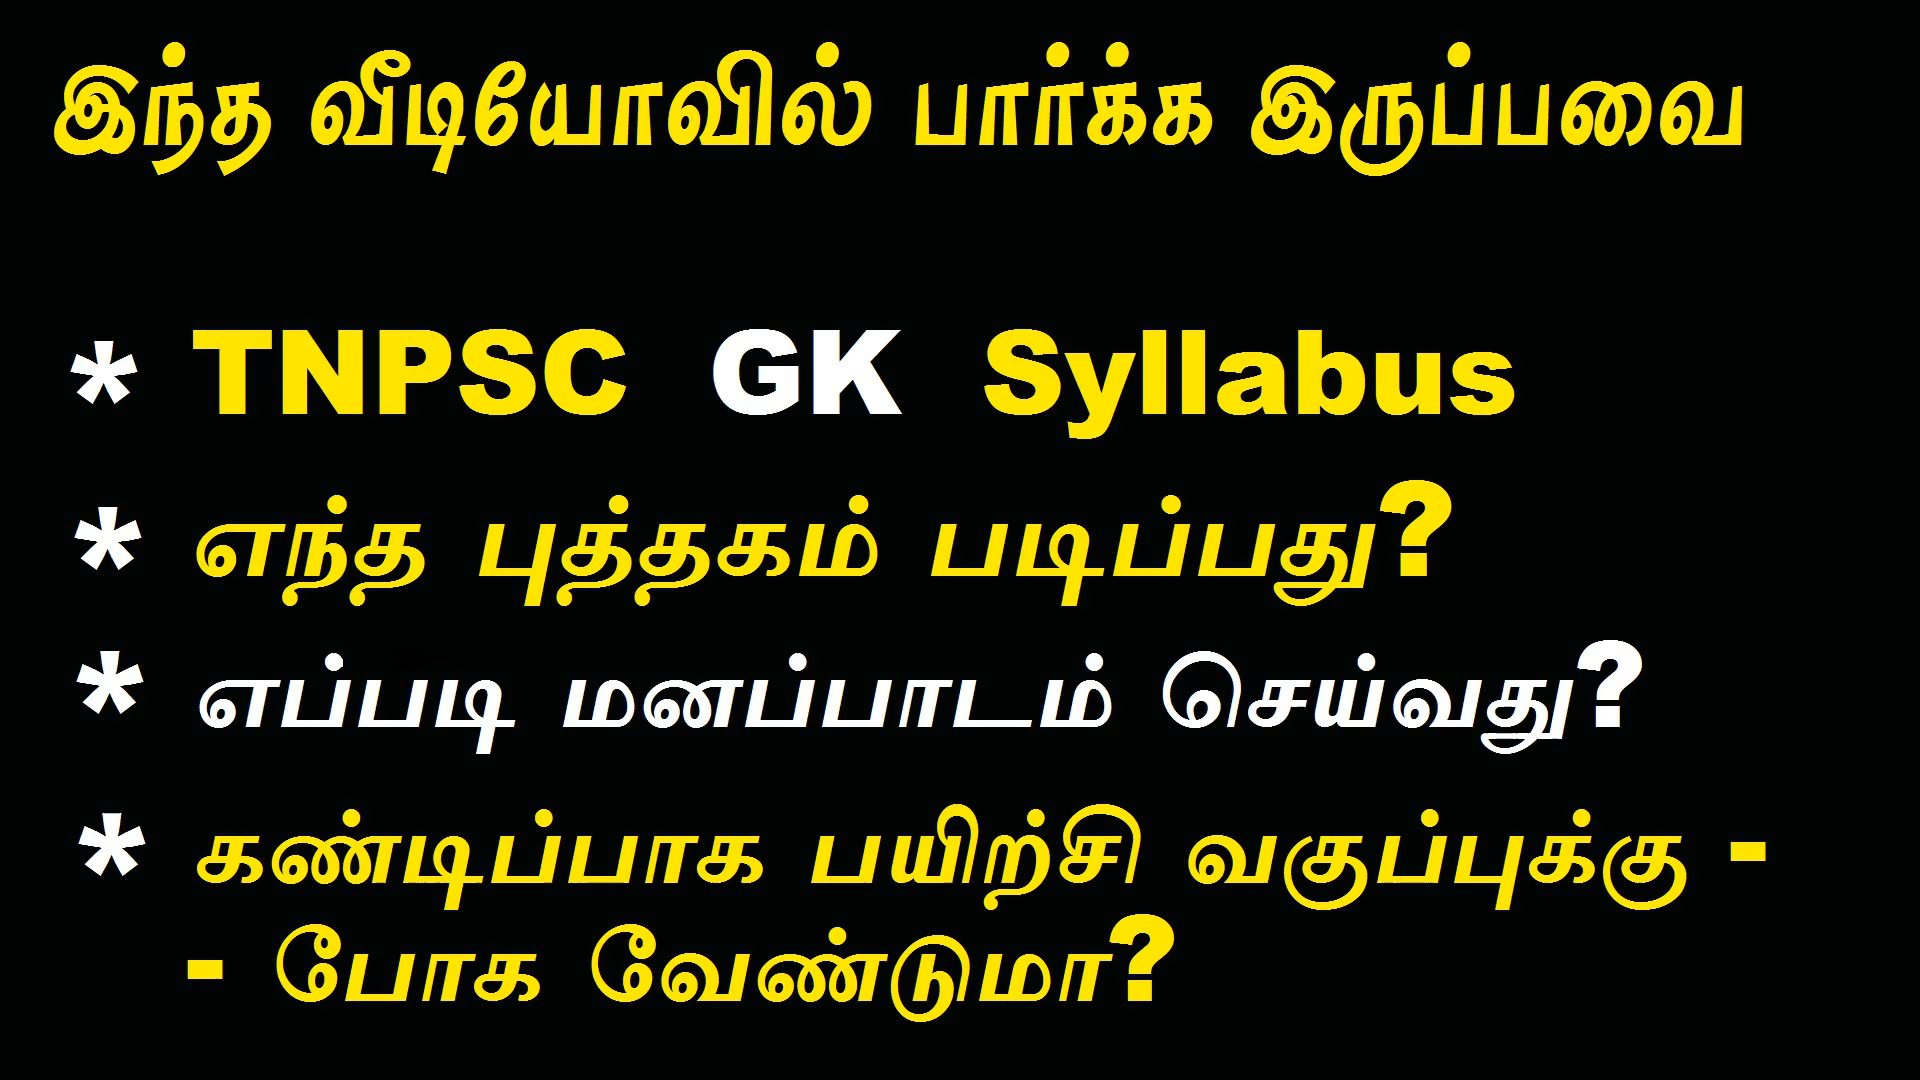 இந்த வீடியோவில் பார்க்க இருப்பவை
* TNPSC GK Syllabus
* எந்த புத்தகம் படிப்பது?
* எப்படி மனப்பாடம் செய்வது?
* கண்டிப்பாக பயிற்சி வகுப்புக்கு -
- போக வேண்டுமா?